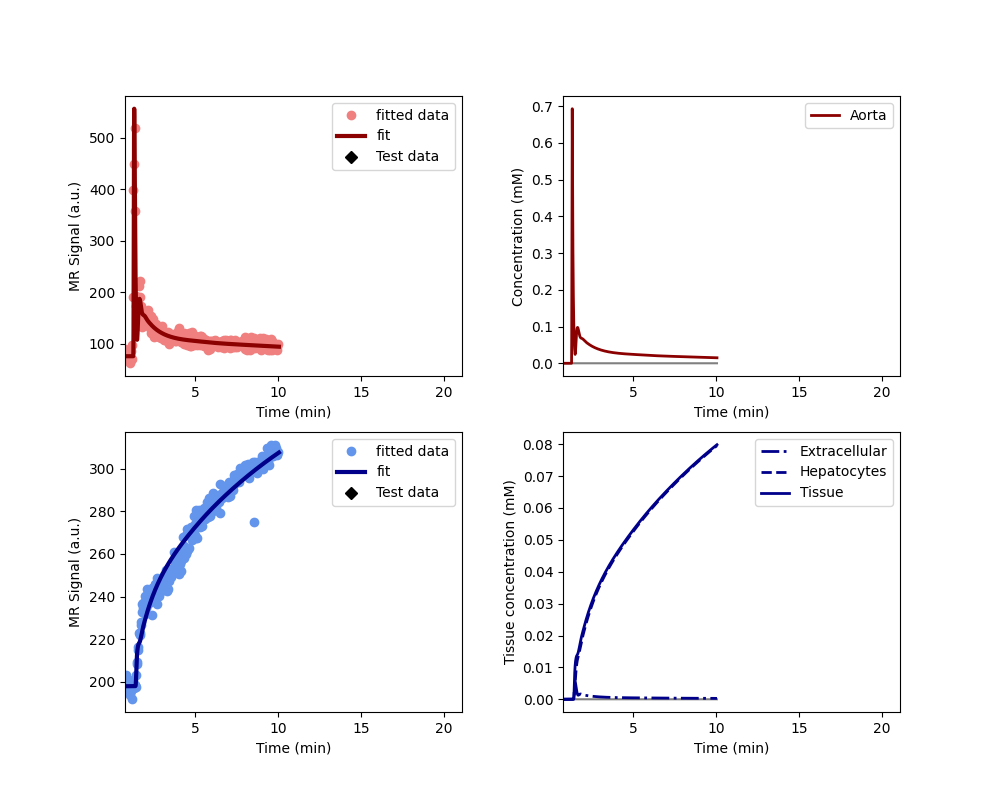 fitted data
fit
Test data
500
400
300
200
100
MR Signal (a.u.)
5 10 15 20
Time (min)
Aorta
0.7
0.6
0.5
0.4
0.3
0.2
0.1
0.0
Concentration (mM)
5 10 15 20
Time (min)
fitted data
fit
Test data
300
280
260
240
220
200
MR Signal (a.u.)
5 10 15 20
Time (min)
Extracellular
Hepatocytes
Tissue
0.08
0.07
0.06
0.05
0.04
0.03
0.02
0.01
0.00
Tissue concentration (mM)
5 10 15 20
Time (min)